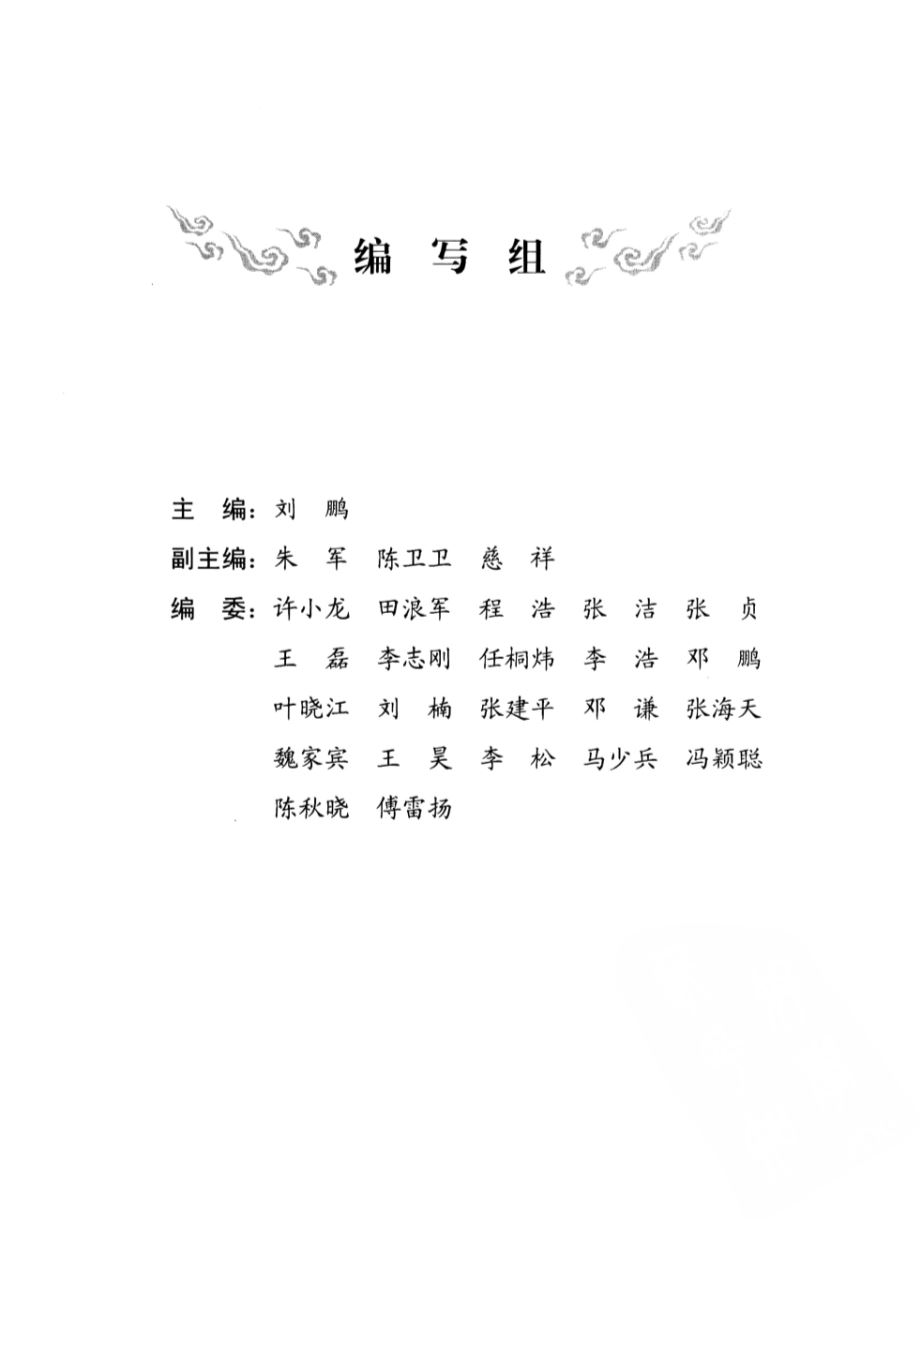 编 写 组
主 编：刘 鹏
副主编：朱 军 陈卫卫 慈 祥
编 委：许小龙 田浪军 程 浩 张 洁 张 贞
王 磊 李志刚 任桐炜 李 浩 邓 鹏
叶晓江 刘 楠 张建平 邓 谦 张海天
魏家宾 王 昊 李 松 马少兵 冯颖聪
陈秋晓 傅雷扬